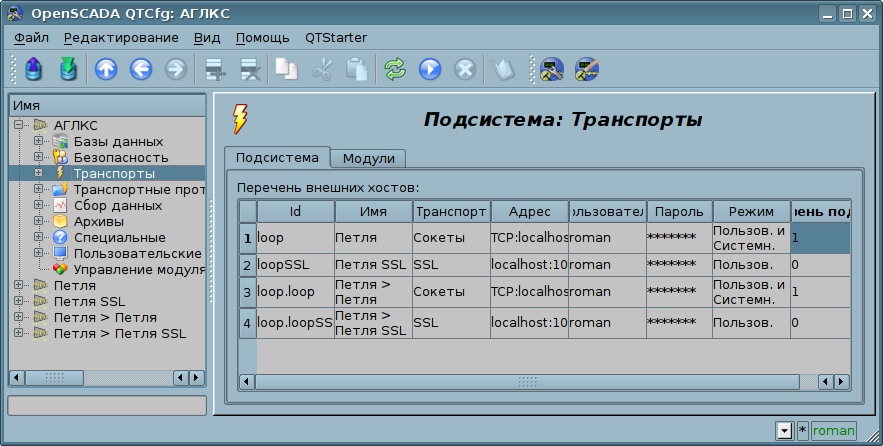 OpenSCADA QTCfg: АГЛКС
Файл Редактирование Вид Помощь QTStarter
Имя
АГЛКС
Базы данных
Безопасность
Транспорты
Транспортные прот
Сбор данных
Архивы
Специальные
Пользовательские
Управление модуля
Петля
Петля SSL
Петля > Петля
Петля > Петля SSL
Подсистема: Транспорты
Подсистема Модули
Перечень внешних хостов:
Id Имя Транспорт Адрес ользовател Пароль Режим ень под
1 loop Петля Сокеты TCP:localhos roman ******* Пользов. и Системн. 1
2 loopSSL Петля SSL SSL localhost:10 roman ******* Пользов. 0
3 loop.loop Петля > Петля Сокеты TCP:localhos roman ******* Пользов. и Системн. 1
4 loop.loopSS Петля > Петля SSL SSL localhost:10 roman ******* Пользов. 0
* roman